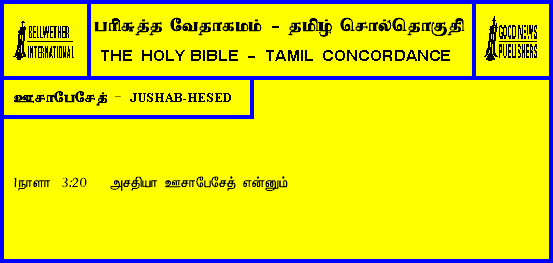 BELLWETHER
INTERNATIONAL
பரிசுத்த வேதாகமம் - தமிழ் சொல்தொகுதி
THE HOLY BIBLE - TAMIL CONCORDANCE
GOOD NEWS
PUBLISHERS
ஊசாபேசேத் - JUSHAB-HESED
1நாளா 3:20 அசதியா ஊசாபேசேத் என்னும்